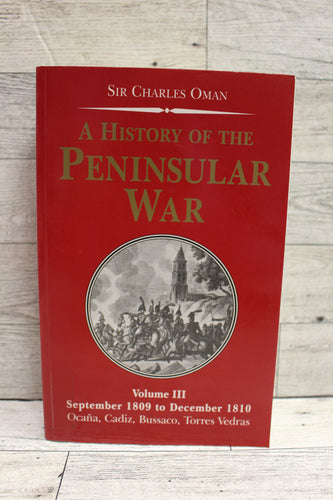 SIR CHARLES OMAN
A HISTORY OF THE
PENINSULAR
WAR
Volume III
September 1809 to December 1810
Ocaña, Cadiz, Bussaco, Torres Vedras